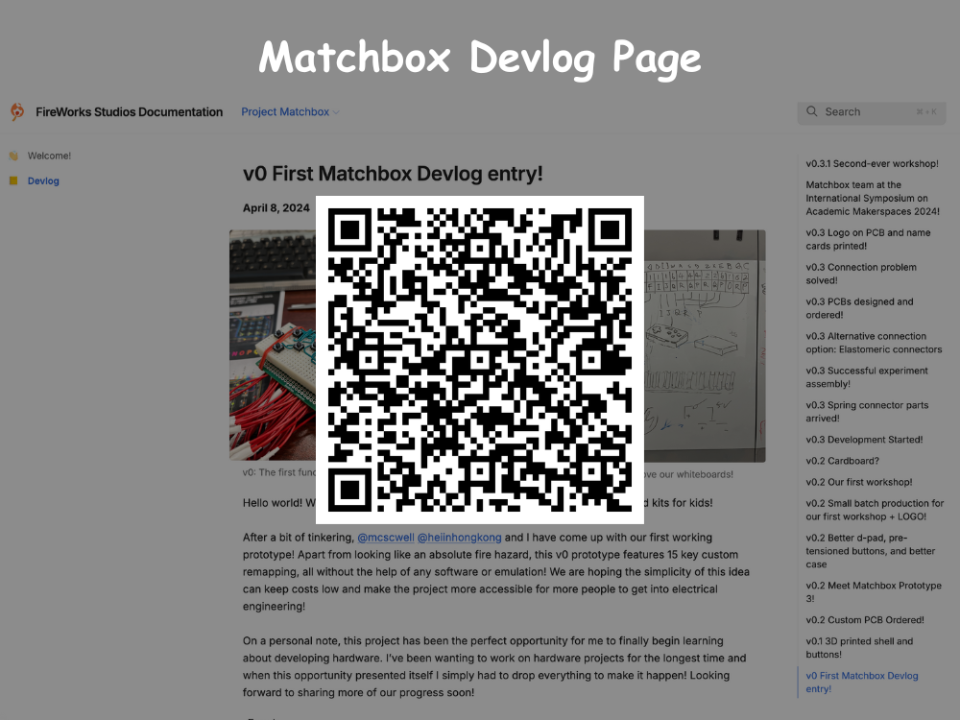 Matchbox Devlog Page
FireWorks Studios Documentation
Project Matchbox
Search
⌘ + K
Welcome!
Devlog
v0 First Matchbox Devlog entry!
April 8, 2024
v0: The first
ove our whiteboards!
Hello world!
kits for kids!
After a bit of tinkering, @mcscwell @heiinhongkong and I have come up with our first working
prototype! Apart from looking like an absolute fire hazard, this v0 prototype features 15 key custom
remapping, all without the help of any software or emulation! We are hoping the simplicity of this idea
can keep costs low and make the project more accessible for more people to get into electrical
engineering!
On a personal note, this project has been the perfect opportunity for me to finally begin learning
about developing hardware. I've been wanting to work on hardware projects for the longest time and
when this opportunity presented itself I simply had to drop everything to make it happen! Looking
forward to sharing more of our progress soon!
v0.3.1 Second-ever workshop!
Matchbox team at the
International Symposium on
Academic Makerspaces 2024!
v0.3 Logo on PCB and name
cards printed!
v0.3 Connection problem
solved!
v0.3 PCBs designed and
ordered!
v0.3 Alternative connection
option: Elastomeric connectors
v0.3 Successful experiment
assembly!
v0.3 Spring connector parts
arrived!
v0.3 Development Started!
v0.2 Cardboard?
v0.2 Our first workshop!
v0.2 Small batch production for
our first workshop + LOGO!
v0.2 Better d-pad, pre-
tensioned buttons, and better
case
v0.2 Meet Matchbox Prototype
3!
v0.2 Custom PCB Ordered!
v0.1 3D printed shell and
buttons!
v0 First Matchbox Devlog
entry!